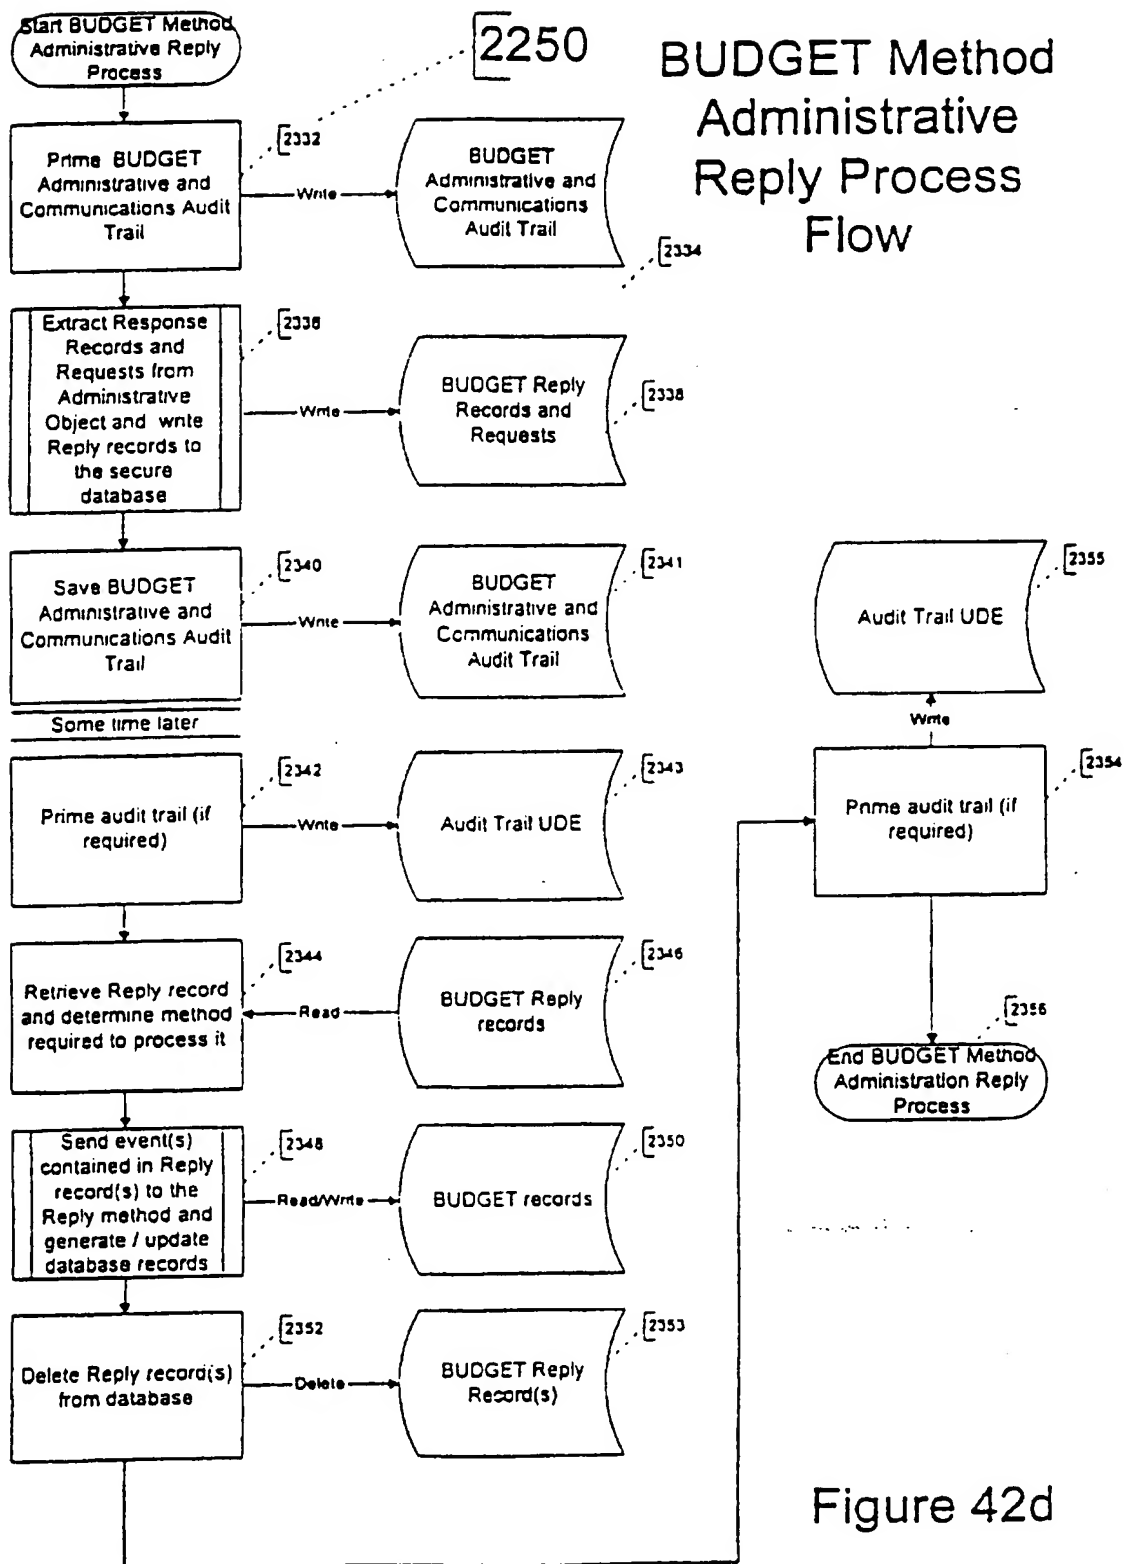 Start BUDGET Method
Administrative Reply
Process
2250
BUDGET Method
Administrative
Reply Process
Flow
2332
Prime BUDGET
Administrative and
Communications Audit
Trail
Write
BUDGET
Administrative and
Communications
Audit Trail
2334
2336
Extract Response
Records and
Requests from
Administrative
Object and write
Reply records to
the secure
database
Write
BUDGET Reply
Records and
Requests
2338
2340
Save BUDGET
Administrative and
Communications Audit
Trail
Write
BUDGET
Administrative and
Communications
Audit Trail
2341
Some time later
2342
Prime audit trail (if
required)
Write
Audit Trail UDE
2343
2344
Retrieve Reply record
and determine method
required to process it
Read
BUDGET Reply
records
2346
2348
Send event(s)
contained in Reply
record(s) to the
Reply method and
generate / update
database records
Read/Write
BUDGET records
2350
2352
Delete Reply record(s)
from database
Delete
BUDGET Reply
Record(s)
2353
Audit Trail UDE
2355
Write
Prime audit trail (if
required)
2354
2356
End BUDGET Method
Administration Reply
Process
Figure 42d